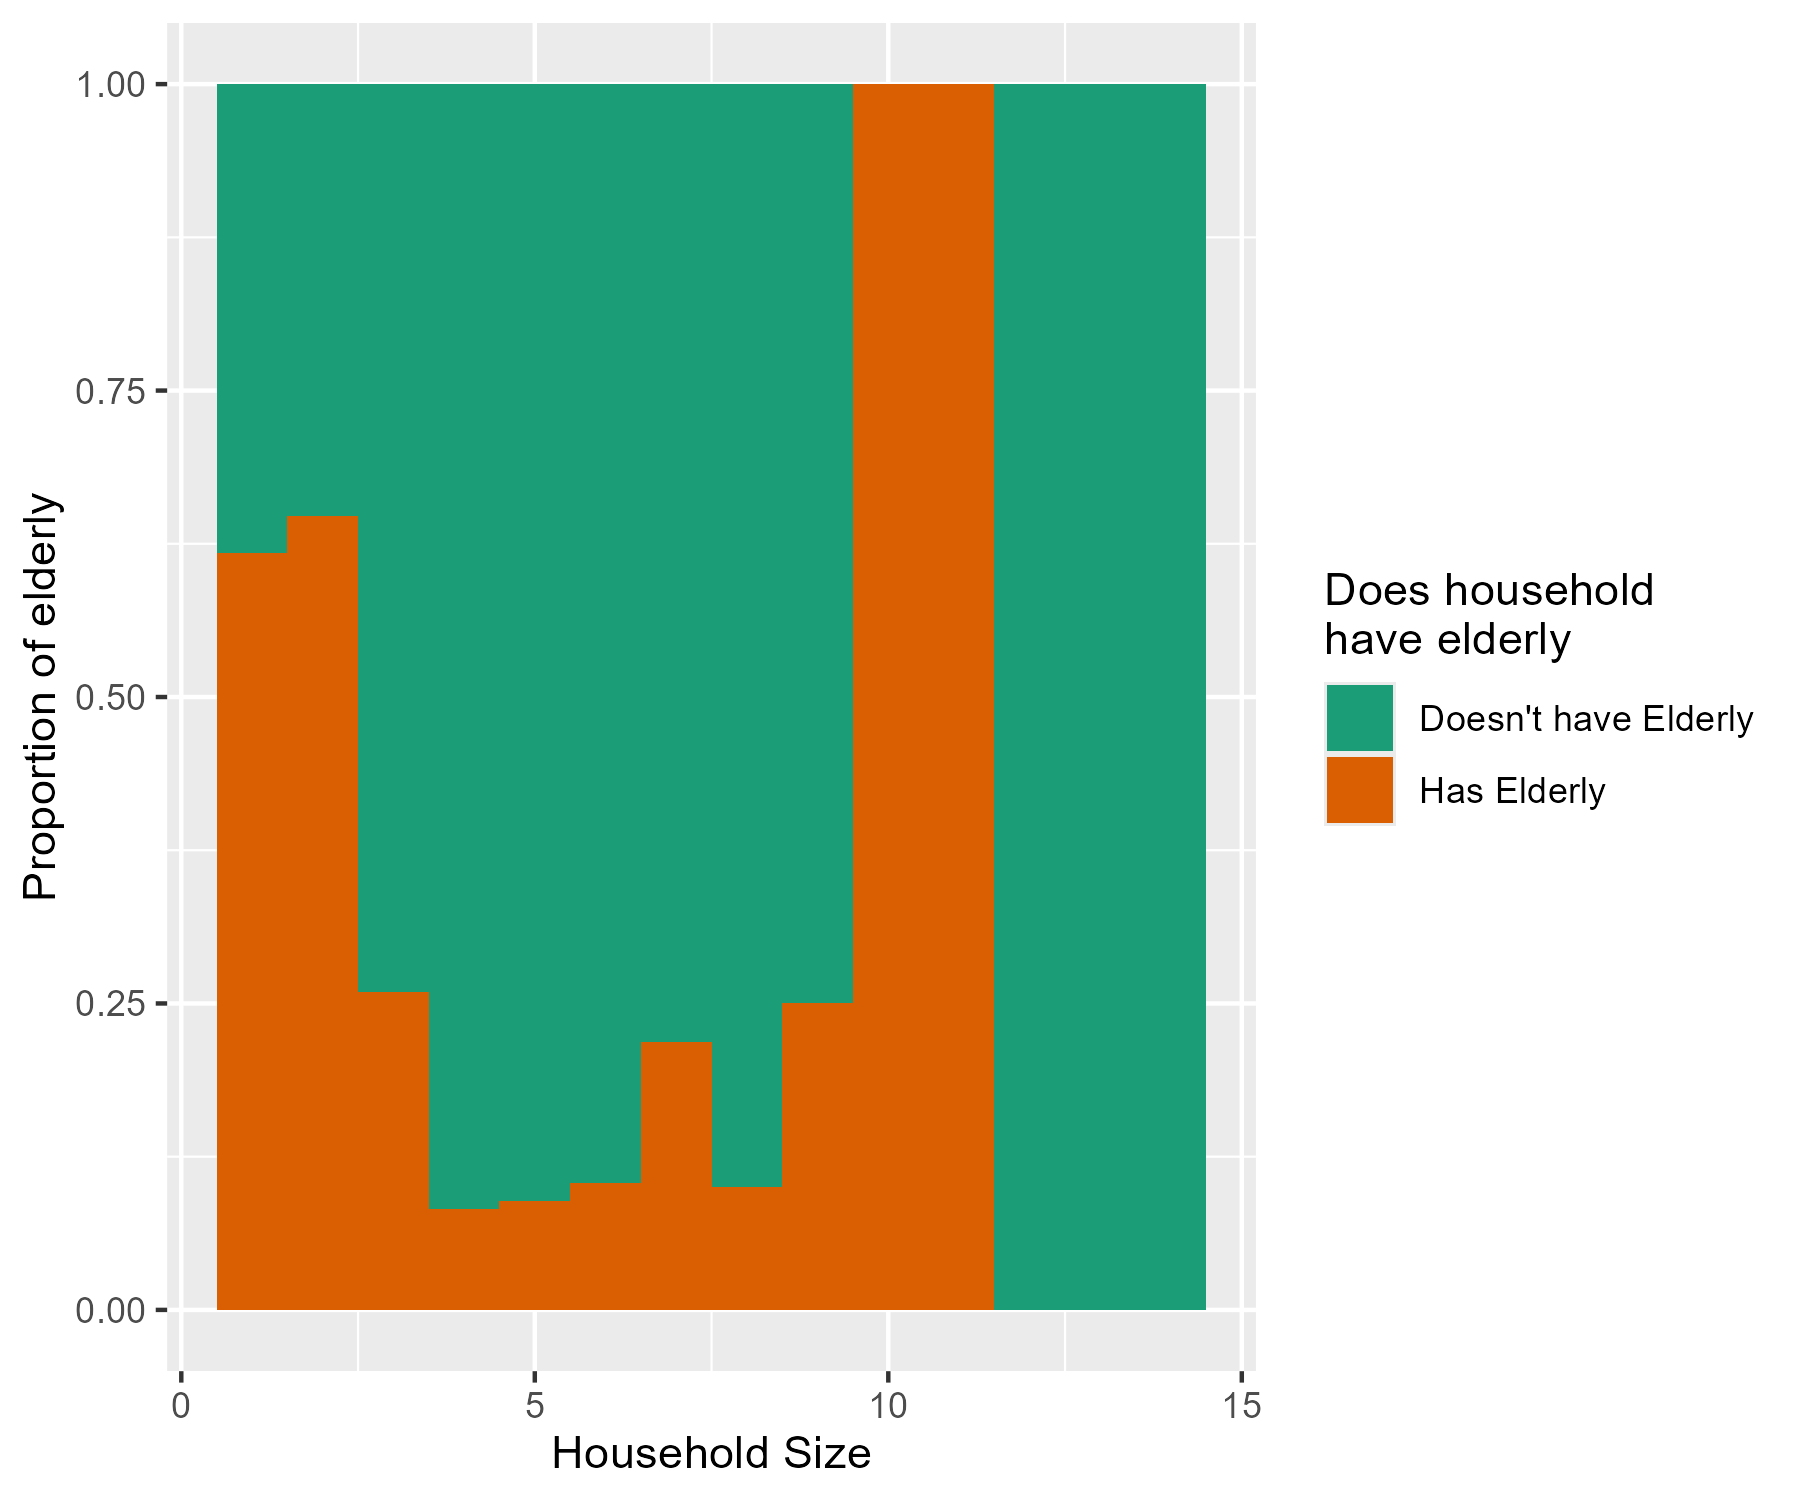 1.00
0.75
0.50
0.25
0.00
Proportion of elderly
0 5 10 15
Household Size
Does household
have elderly
Doesn't have Elderly
Has Elderly